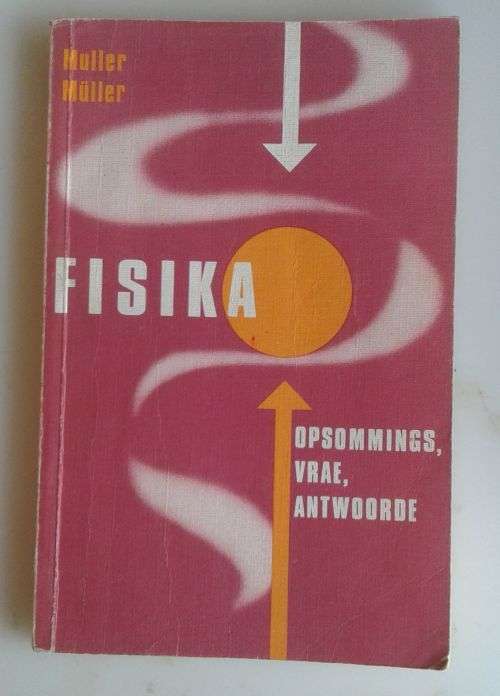 Muller
Müller
FISIKA
OPSOMMINGS,
VRAE,
ANTWOORDE